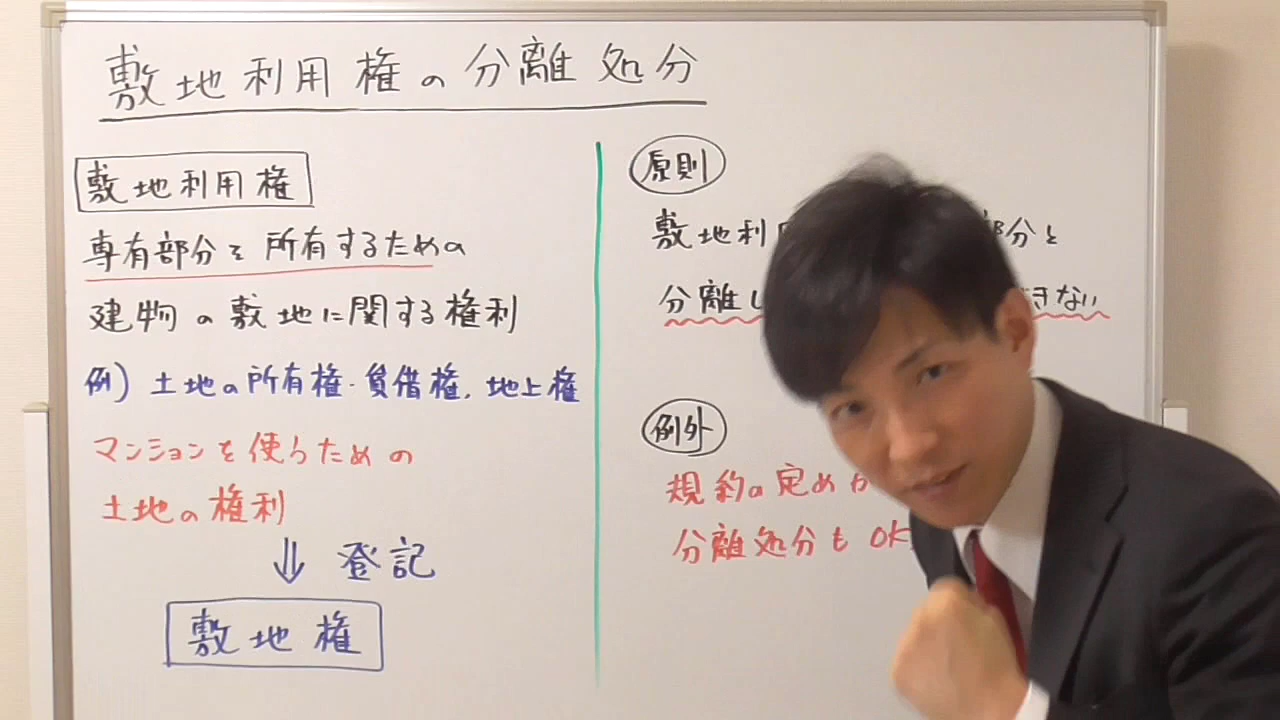 敷地利用権の分離処分
敷地利用権
専有部分を所有するための
建物の敷地に関する権利
例) 土地の所有権・賃借権, 地上権
マンションを使うための
土地の権利
⇓ 登記
敷地権
原則
敷地利 部分と
分離し きない
例外
規約の定めが
分離処分も OK